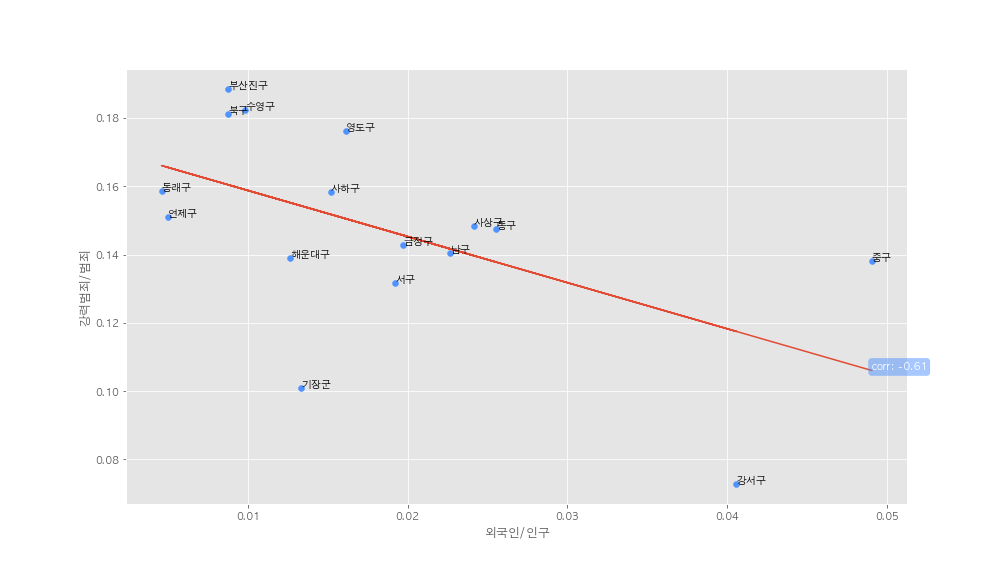 부산진구
수영구
북구
영도구
동래구
사하구
연제구
사상구
동구
금정구
남구
해운대구
중구
서구
기장군
corr: -0.61
강서구
강력범죄/범죄
0.18
0.16
0.14
0.12
0.10
0.08
0.01
0.02
0.03
0.04
0.05
외국인/인구